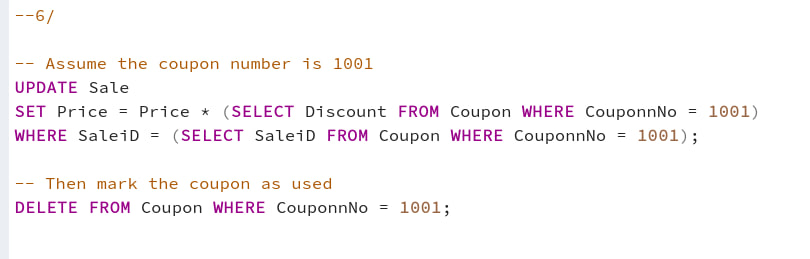 --6/
-- Assume the coupon number is 1001
UPDATE Sale
SET Price = Price * (SELECT Discount FROM Coupon WHERE CouponnNo = 1001)
WHERE SaleiD = (SELECT SaleiD FROM Coupon WHERE CouponnNo = 1001);
-- Then mark the coupon as used
DELETE FROM Coupon WHERE CouponnNo = 1001;